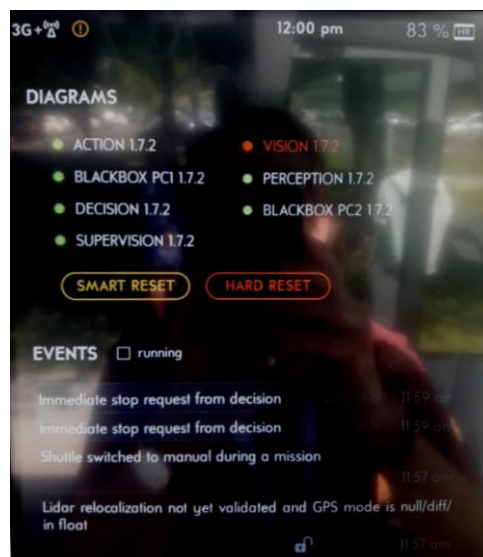 3G+ 12:00 pm 83 % HR
DIAGRAMS
ACTION 1.7.2 VISION 1.7.2
BLACKBOX PC1 1.7.2 PERCEPTION 1.7.2
DECISION 1.7.2 BLACKBOX PC2 1.7.2
SUPERVISION 1.7.2
SMART RESET HARD RESET
EVENTS running
Immediate stop request from decision 11:59 am
Immediate stop request from decision 11:59 am
Shuttle switched to manual during a mission
11:57 am
Lidar relocalization not yet validated and GPS mode is null/diff/
in float
11:57 am